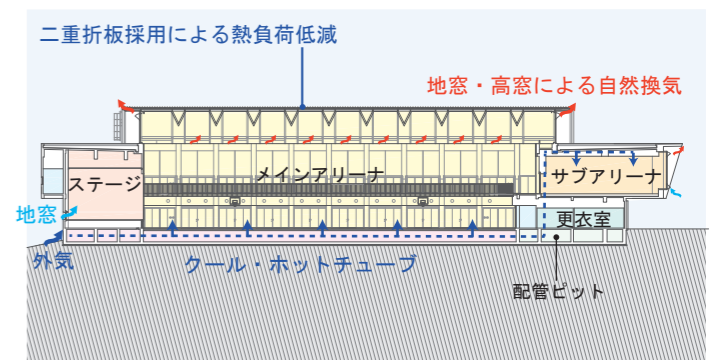 二重折板採用による熱負荷低減
地窓・高窓による自然換気
ステージ
メインアリーナ
サブアリーナ
地窓
更衣室
外気
クール・ホットチューブ
配管ピット